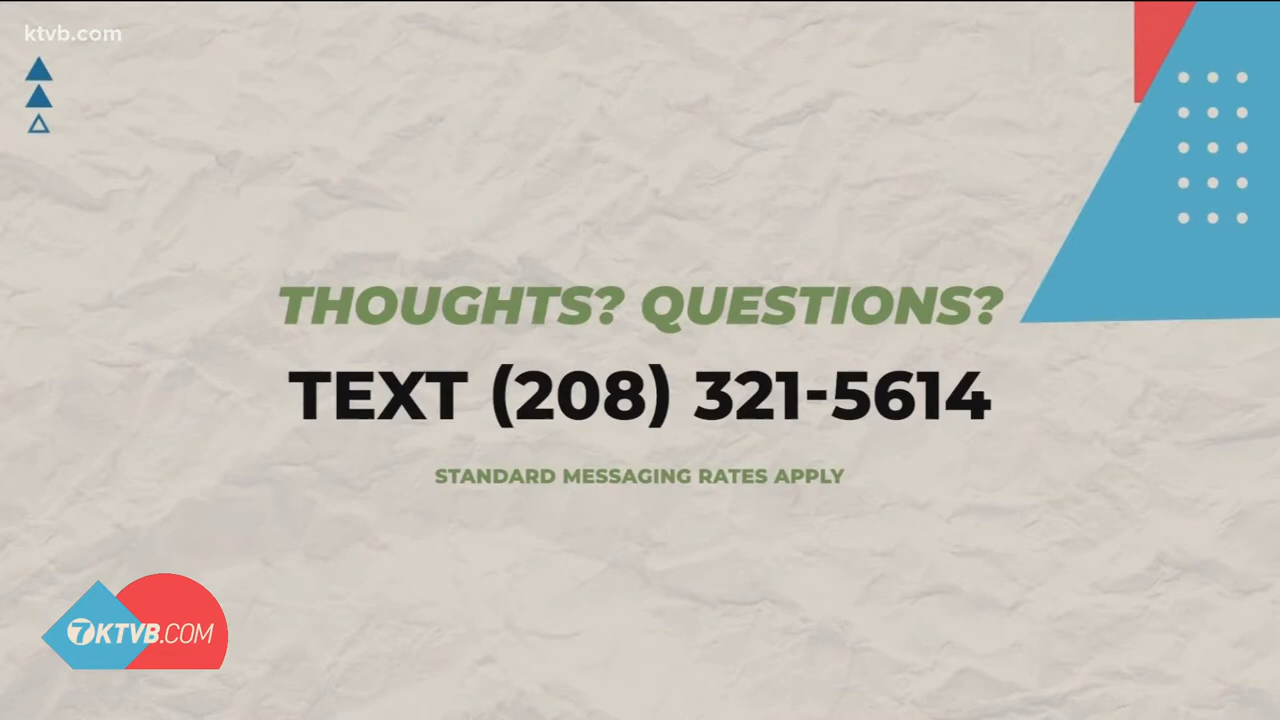 ktvb.com
THOUGHTS? QUESTIONS?
TEXT (208) 321-5614
STANDARD MESSAGING RATES APPLY
7KTVB.COM